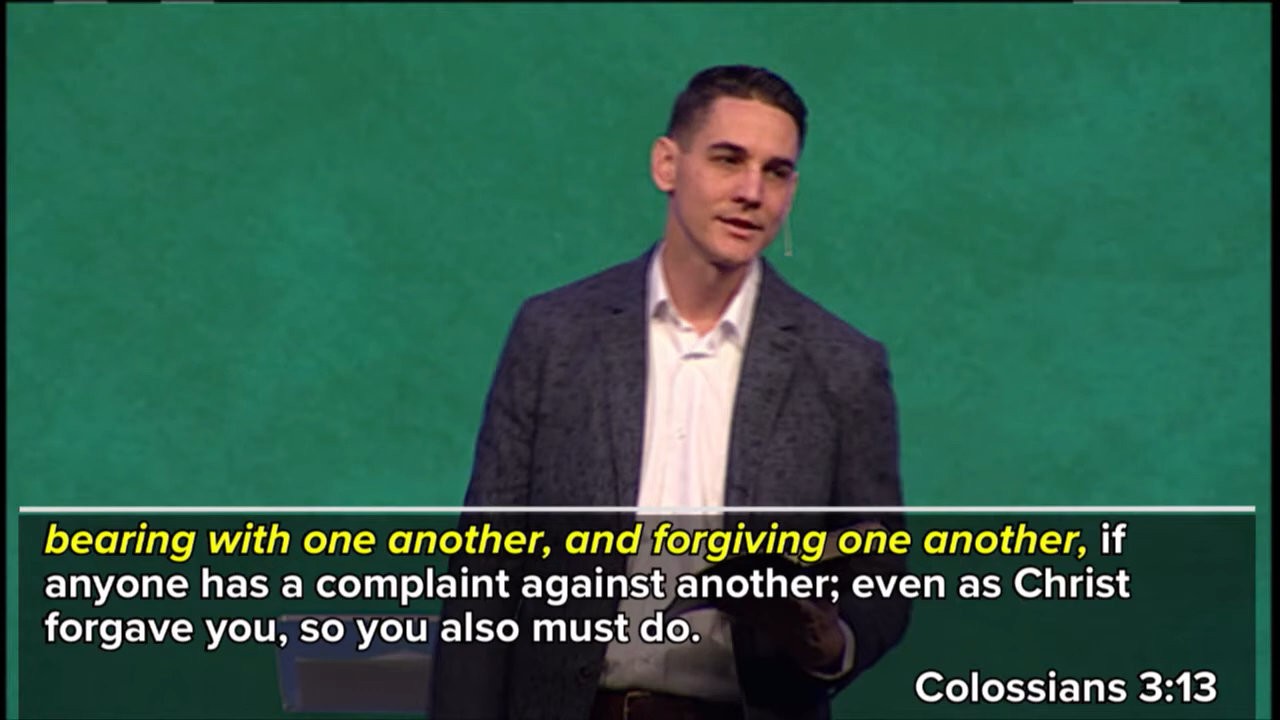 bearing with one another, and forgiving one another, if
anyone has a complaint against another; even as Christ
forgave you, so you also must do.
Colossians 3:13